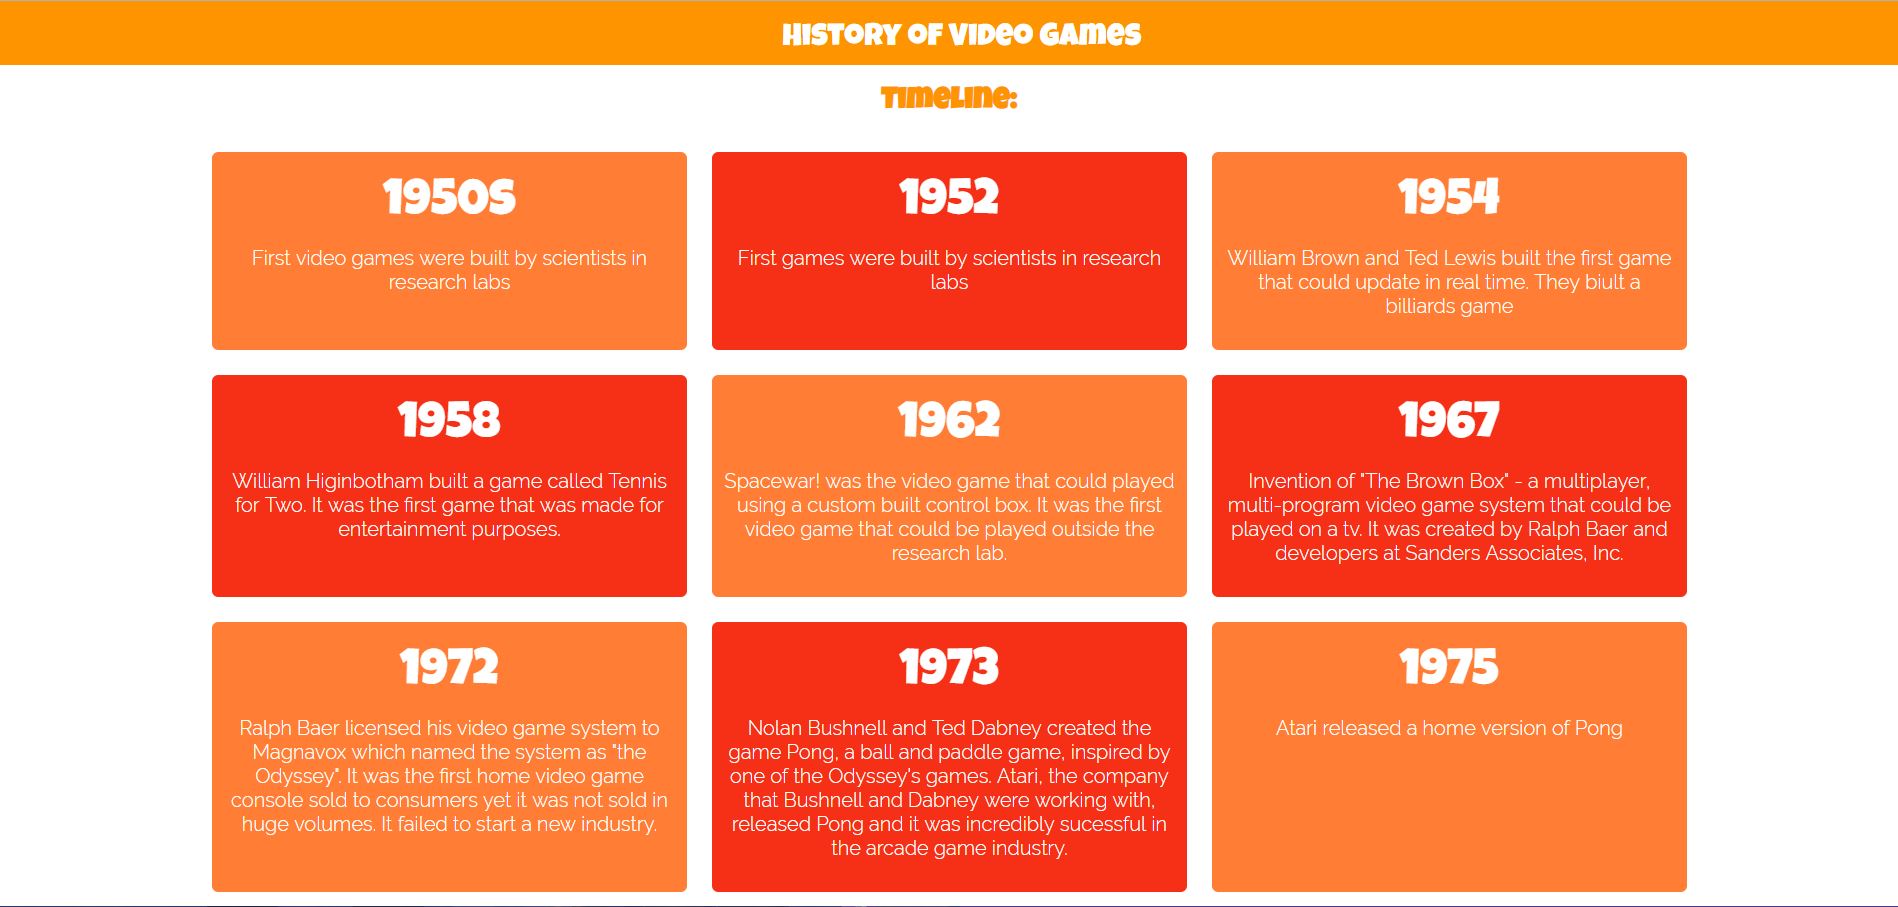 HISTORY OF VIDEO GAMES
TIMELINE:
1950S
First video games were built by scientists in
research labs
1952
First games were built by scientists in research
labs
1954
William Brown and Ted Lewis built the first game
that could update in real time. They biult a
billiards game
1958
William Higinbotham built a game called Tennis
for Two. It was the first game that was made for
entertainment purposes.
1962
Spacewar! was the video game that could played
using a custom built control box. It was the first
video game that could be played outside the
research lab.
1967
Invention of "The Brown Box" - a multiplayer,
multi-program video game system that could be
played on a tv. It was created by Ralph Baer and
developers at Sanders Associates, Inc.
1972
Ralph Baer licensed his video game system to
Magnavox which named the system as "the
Odyssey". It was the first home video game
console sold to consumers yet it was not sold in
huge volumes. It failed to start a new industry.
1973
Nolan Bushnell and Ted Dabney created the
game Pong, a ball and paddle game, inspired by
one of the Odyssey's games. Atari, the company
that Bushnell and Dabney were working with,
released Pong and it was incredibly sucessful in
the arcade game industry.
1975
Atari released a home version of Pong